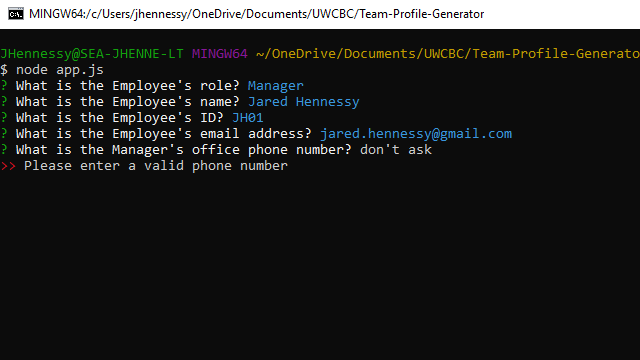 MINGW64:/c/Users/jhennessy/OneDrive/Documents/UWCBC/Team-Profile-Generator
JHennessy@SEA-JHENNE-LT MINGW64 ~/OneDrive/Documents/UWCBC/Team-Profile-Generato
$ node app.js
? What is the Employee's role? Manager
? What is the Employee's name? Jared Hennessy
? What is the Employee's ID? JH01
? What is the Employee's email address? jared.hennessy@gmail.com
? What is the Manager's office phone number? don't ask
>> Please enter a valid phone number